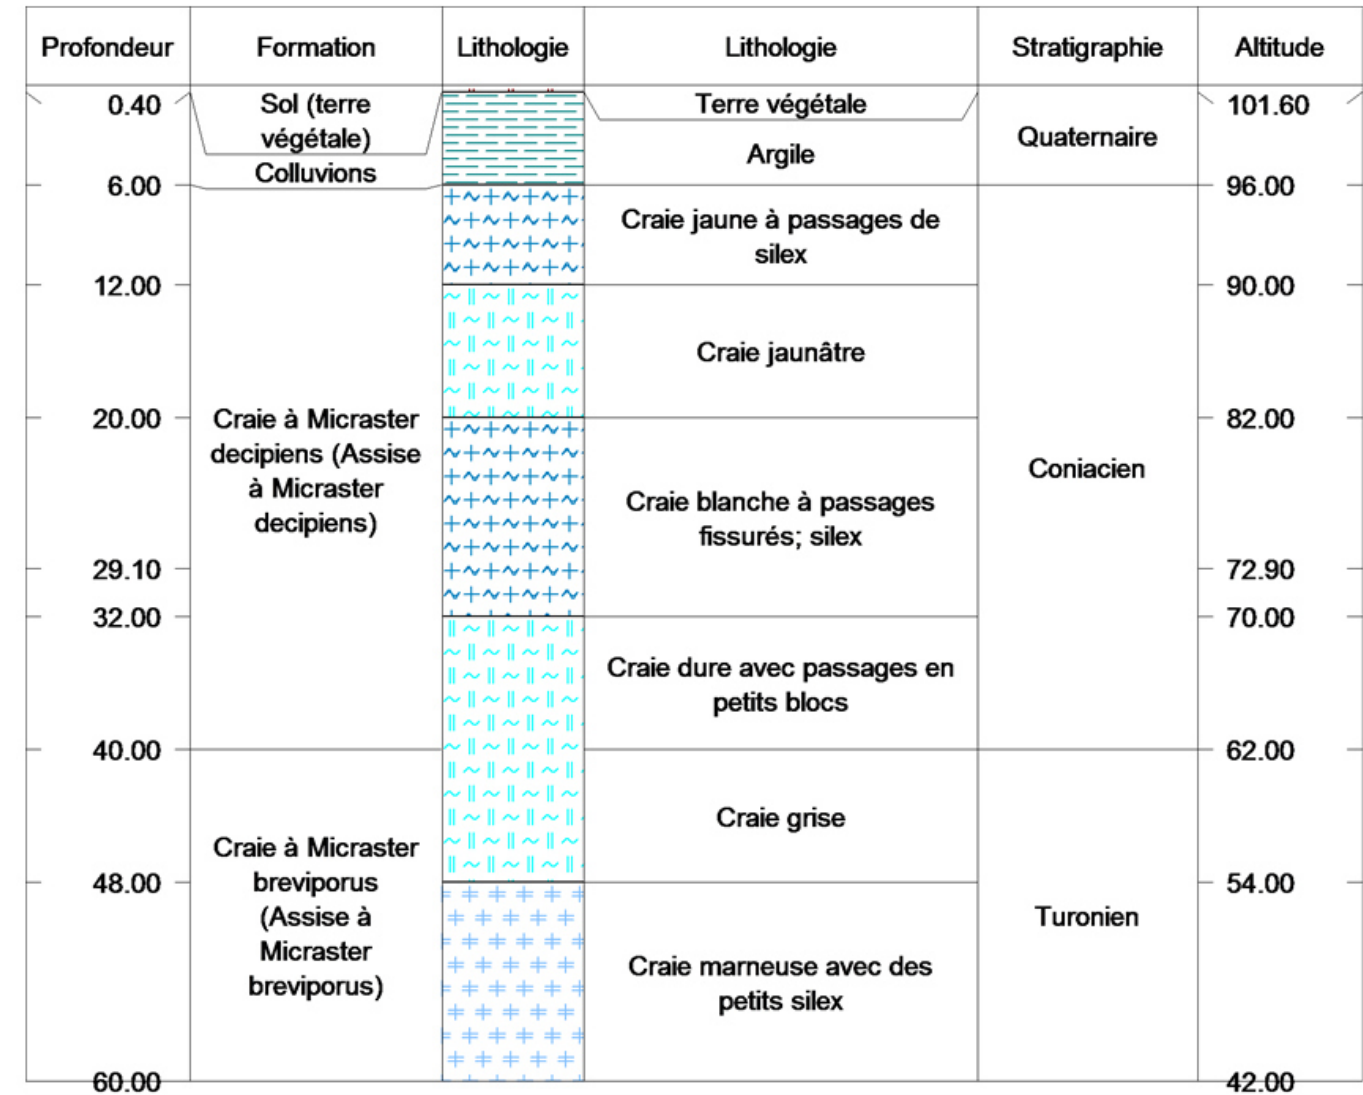 Profondeur Formation Lithologie Lithologie Stratigraphie Altitude
0.40 Sol (terre Terre végétale 101.60
végétale) Quaternaire
Argile
Colluvions
6.00 96.00
Craie jaune à passages de
silex
12.00 90.00
Craie jaunâtre
20.00 Craie à Micraster 82.00
decipiens (Assise Coniacien
à Micraster
decipiens)
Craie blanche à passages
fissurés; silex
29.10 72.90
32.00 70.00
Craie dure avec passages en
petits blocs
40.00 62.00
Craie grise
Craie à Micraster
48.00 breviporus 54.00
(Assise à Turonien
Micraster
breviporus)
Craie marneuse avec des
petits silex
60.00 42.00